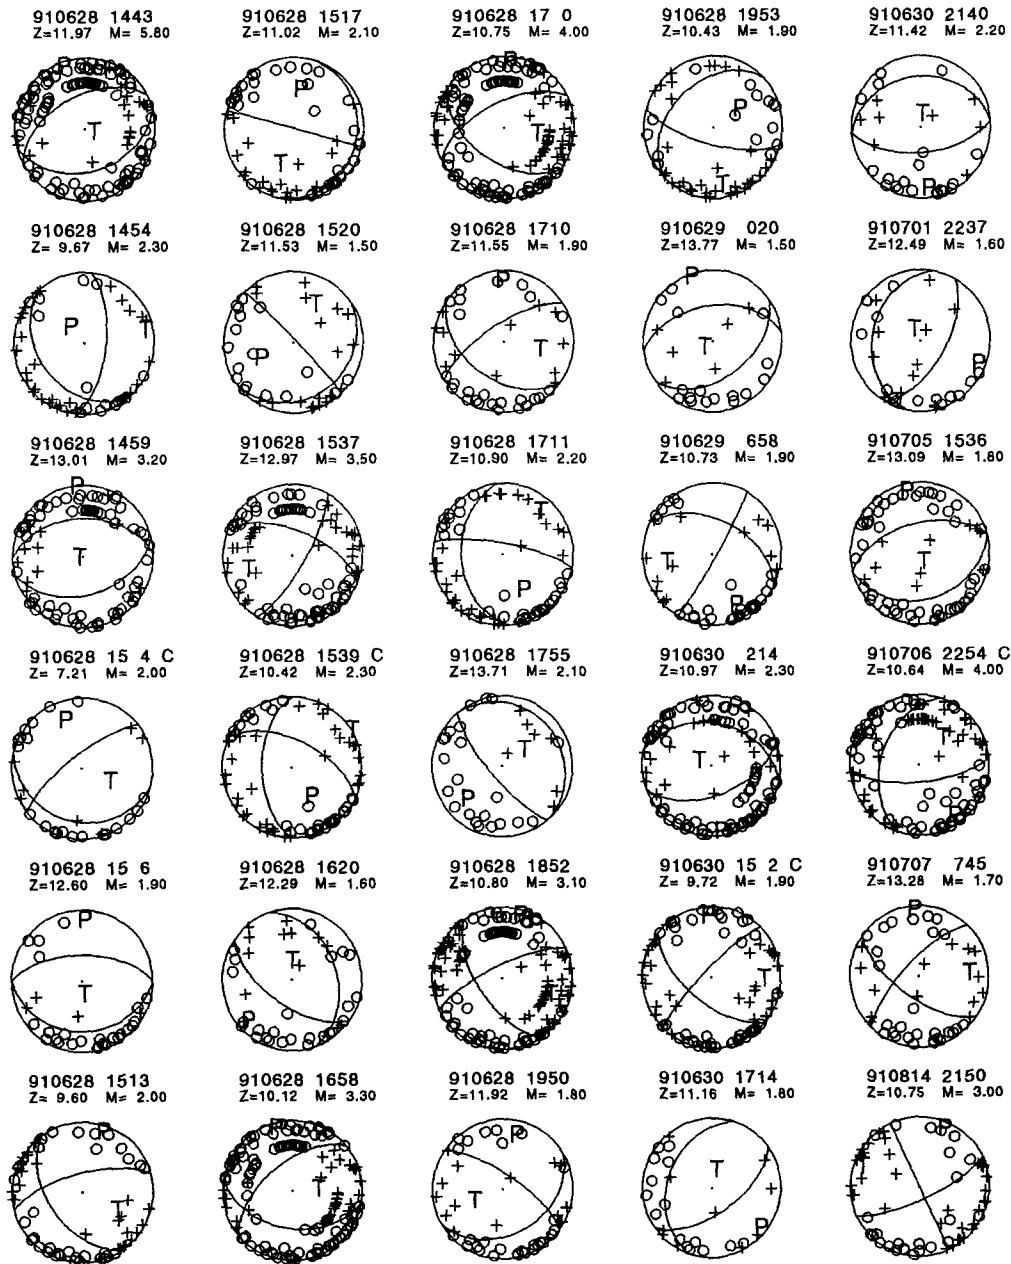 910628 1443 910628 1517 910628 17 0 910628 1953 910630 2140
Z=11.97 M= 5.80 Z=11.02 M= 2.10 Z=10.75 M= 4.00 Z=10.43 M= 1.90 Z=11.42 M= 2.20
P P P P
T T T T T
P
910628 1454 910628 1520 910628 1710 910629 020 910701 2237
Z= 9.67 M= 2.30 Z=11.53 M= 1.50 Z=11.55 M= 1.90 Z=13.77 M= 1.50 Z=12.49 M= 1.60
P P
T
P T T
P T T P
910628 1459 910628 1537 910628 1711 910629 658 910705 1536
Z=13.01 M= 3.20 Z=12.97 M= 3.50 Z=10.90 M= 2.20 Z=10.73 M= 1.90 Z=13.09 M= 1.80
P P
T
T T T T
P P
910628 15 4 C 910628 1539 C 910628 1755 910630 214 910706 2254 C
Z= 7.21 M= 2.00 Z=10.42 M= 2.30 Z=13.71 M= 2.10 Z=10.97 M= 2.30 Z=10.64 M= 4.00
P T T
T T T
P P P
910628 15 6 910628 1620 910628 1852 910630 15 2 C 910707 745
Z=12.60 M= 1.90 Z=12.29 M= 1.60 Z=10.80 M= 3.10 Z= 9.72 M= 1.90 Z=13.28 M= 1.70
P P P P
T T T T T
910628 1513 910628 1658 910628 1950 910630 1714 910814 2150
Z= 9.60 M= 2.00 Z=10.12 M= 3.30 Z=11.92 M= 1.80 Z=11.16 M= 1.80 Z=10.75 M= 3.00
P P P P
T T T T
P